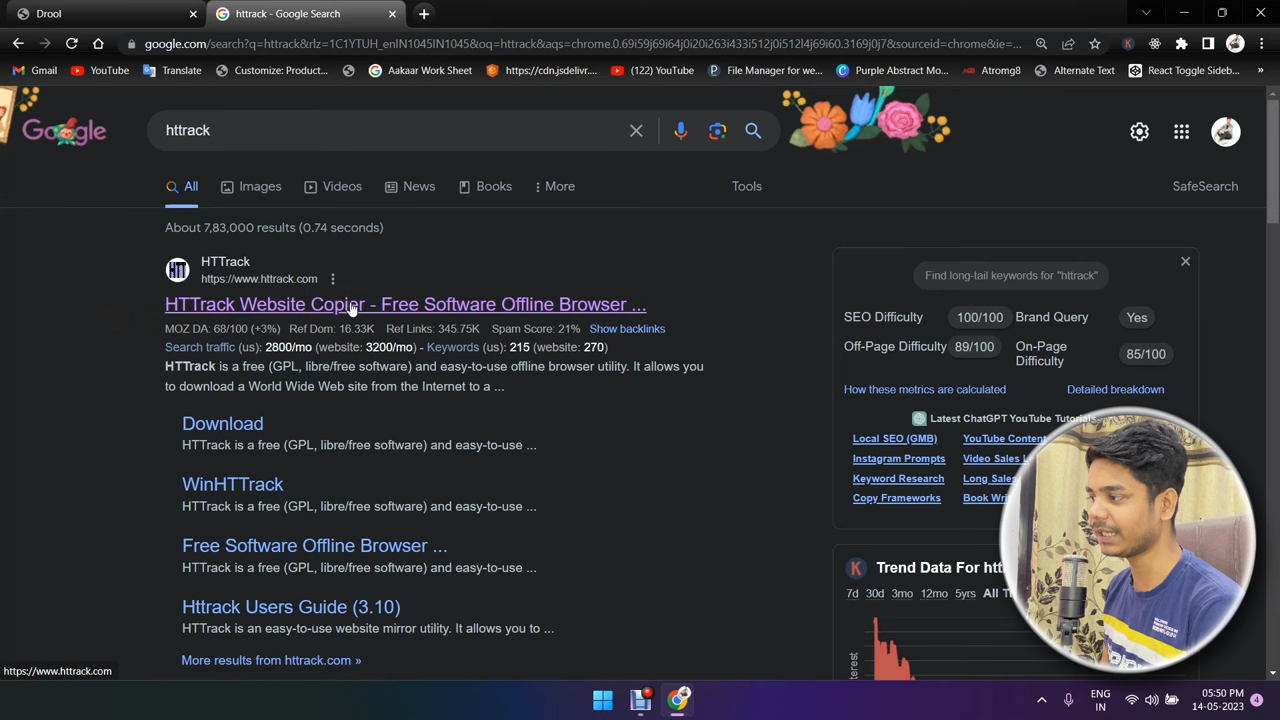 Drool
httrack - Google Search
google.com/search?q=httrack&rlz=1C1YTUH_enIN1045IN1045&oq=httrack&aqs=chrome.0.69i59j69i64j0i20i263i433i512j0i512l4j69i60.3169j0j7&sourceid=chrome&ie=...
Gmail YouTube Translate Customize: Product... Aakaar Work Sheet https://cdn.jsdelivr.... (122) YouTube File Manager for we... Purple Abstract Mo... Atromg8 Alternate Text React Toggle Sideb... »
Google
httrack
All Images Videos News Books More Tools SafeSearch
About 7,83,000 results (0.74 seconds)
HTTrack
https://www.httrack.com
HTTrack Website Copier - Free Software Offline Browser ...
MOZ DA: 68/100 (+3%) Ref Dom: 16.33K Ref Links: 345.75K Spam Score: 21% Show backlinks
Search traffic (us): 2800/mo (website: 3200/mo) - Keywords (us): 215 (website: 270)
HTTrack is a free (GPL, libre/free software) and easy-to-use offline browser utility. It allows you
to download a World Wide Web site from the Internet to a ...
Download
HTTrack is a free (GPL, libre/free software) and easy-to-use ...
WinHTTrack
HTTrack is a free (GPL, libre/free software) and easy-to-use ...
Free Software Offline Browser ...
HTTrack is a free (GPL, libre/free software) and easy-to-use ...
Httrack Users Guide (3.10)
HTTrack is an easy-to-use website mirror utility. It allows you to ...
More results from httrack.com »
Find long-tail keywords for "httrack"
SEO Difficulty 100/100 Brand Query Yes
Off-Page Difficulty 89/100 On-Page
Difficulty 85/100
How these metrics are calculated Detailed breakdown
Latest ChatGPT YouTube Tutorials
Local SEO (GMB) YouTube Conten
Instagram Prompts Video Sales L
Keyword Research Long Sales
Copy Frameworks Book Wri
K Trend Data For ht
7d 30d 3mo 12mo 5yrs All Ti
erest
https://www.httrack.com
ENG
IN
05:50 PM
14-05-2023
4